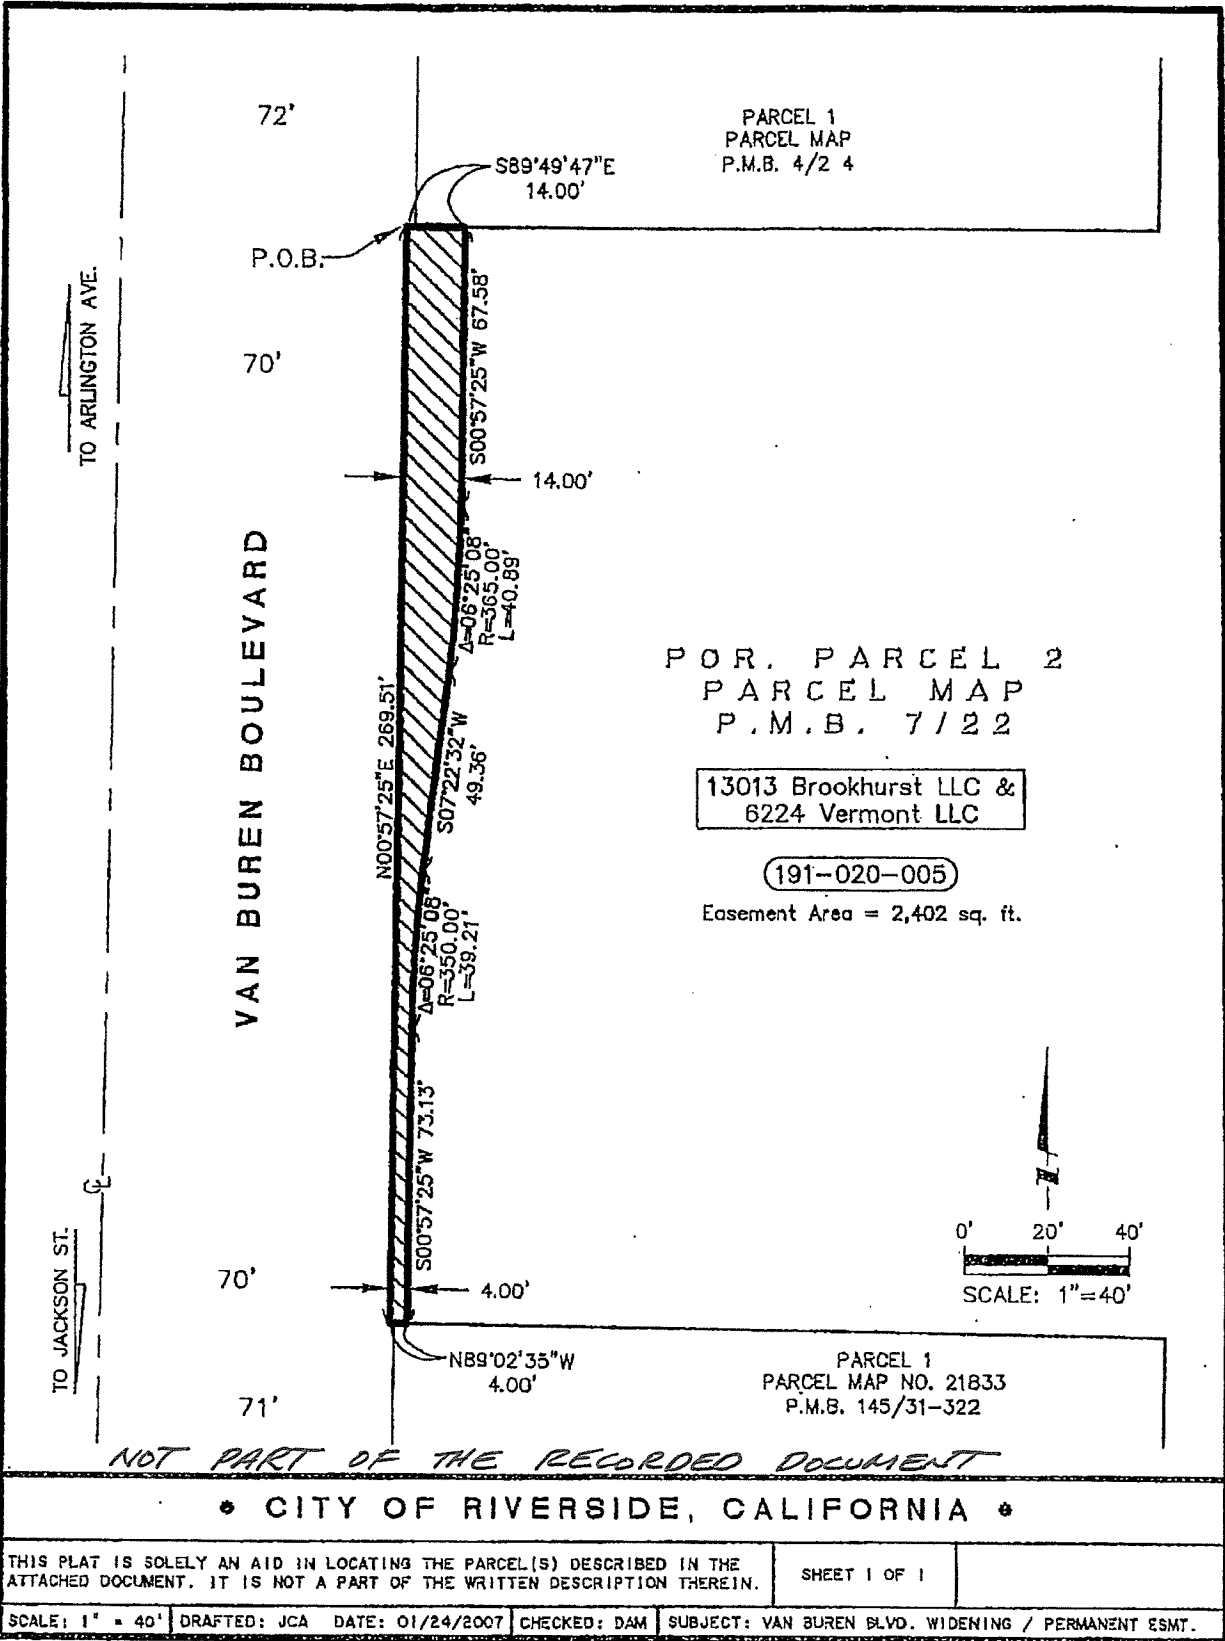 72'
PARCEL 1
PARCEL MAP
P.M.B. 4/2 4
S89°49'47"E
14.00'
P.O.B.
TO ARLINGTON AVE.
70'
S00°57'25"W 67.58'
14.00'
Δ=06°25'08"
R=365.00'
L=40.89'
VAN BUREN BOULEVARD
POR. PARCEL 2
PARCEL MAP
P.M.B. 7/22
N00°57'25"E 269.51'
S07°22'32"W
49.36'
13013 Brookhurst LLC &
6224 Vermont LLC
191-020-005
Easement Area = 2,402 sq. ft.
Δ=06°25'08"
R=350.00'
L=39.21'
S00°57'25"W 73.13'
CL
N
0' 20' 40'
SCALE: 1"=40'
TO JACKSON ST.
70'
4.00'
N89°02'35"W
4.00'
PARCEL 1
PARCEL MAP NO. 21833
P.M.B. 145/31-322
71'
NOT PART OF THE RECORDED DOCUMENT
• CITY OF RIVERSIDE, CALIFORNIA •
THIS PLAT IS SOLELY AN AID IN LOCATING THE PARCEL(S) DESCRIBED IN THE
ATTACHED DOCUMENT. IT IS NOT A PART OF THE WRITTEN DESCRIPTION THEREIN.
SHEET 1 OF 1
SCALE: 1" = 40' DRAFTED: JCA DATE: 01/24/2007 CHECKED: DAM SUBJECT: VAN BUREN BLVD. WIDENING / PERMANENT ESMT.